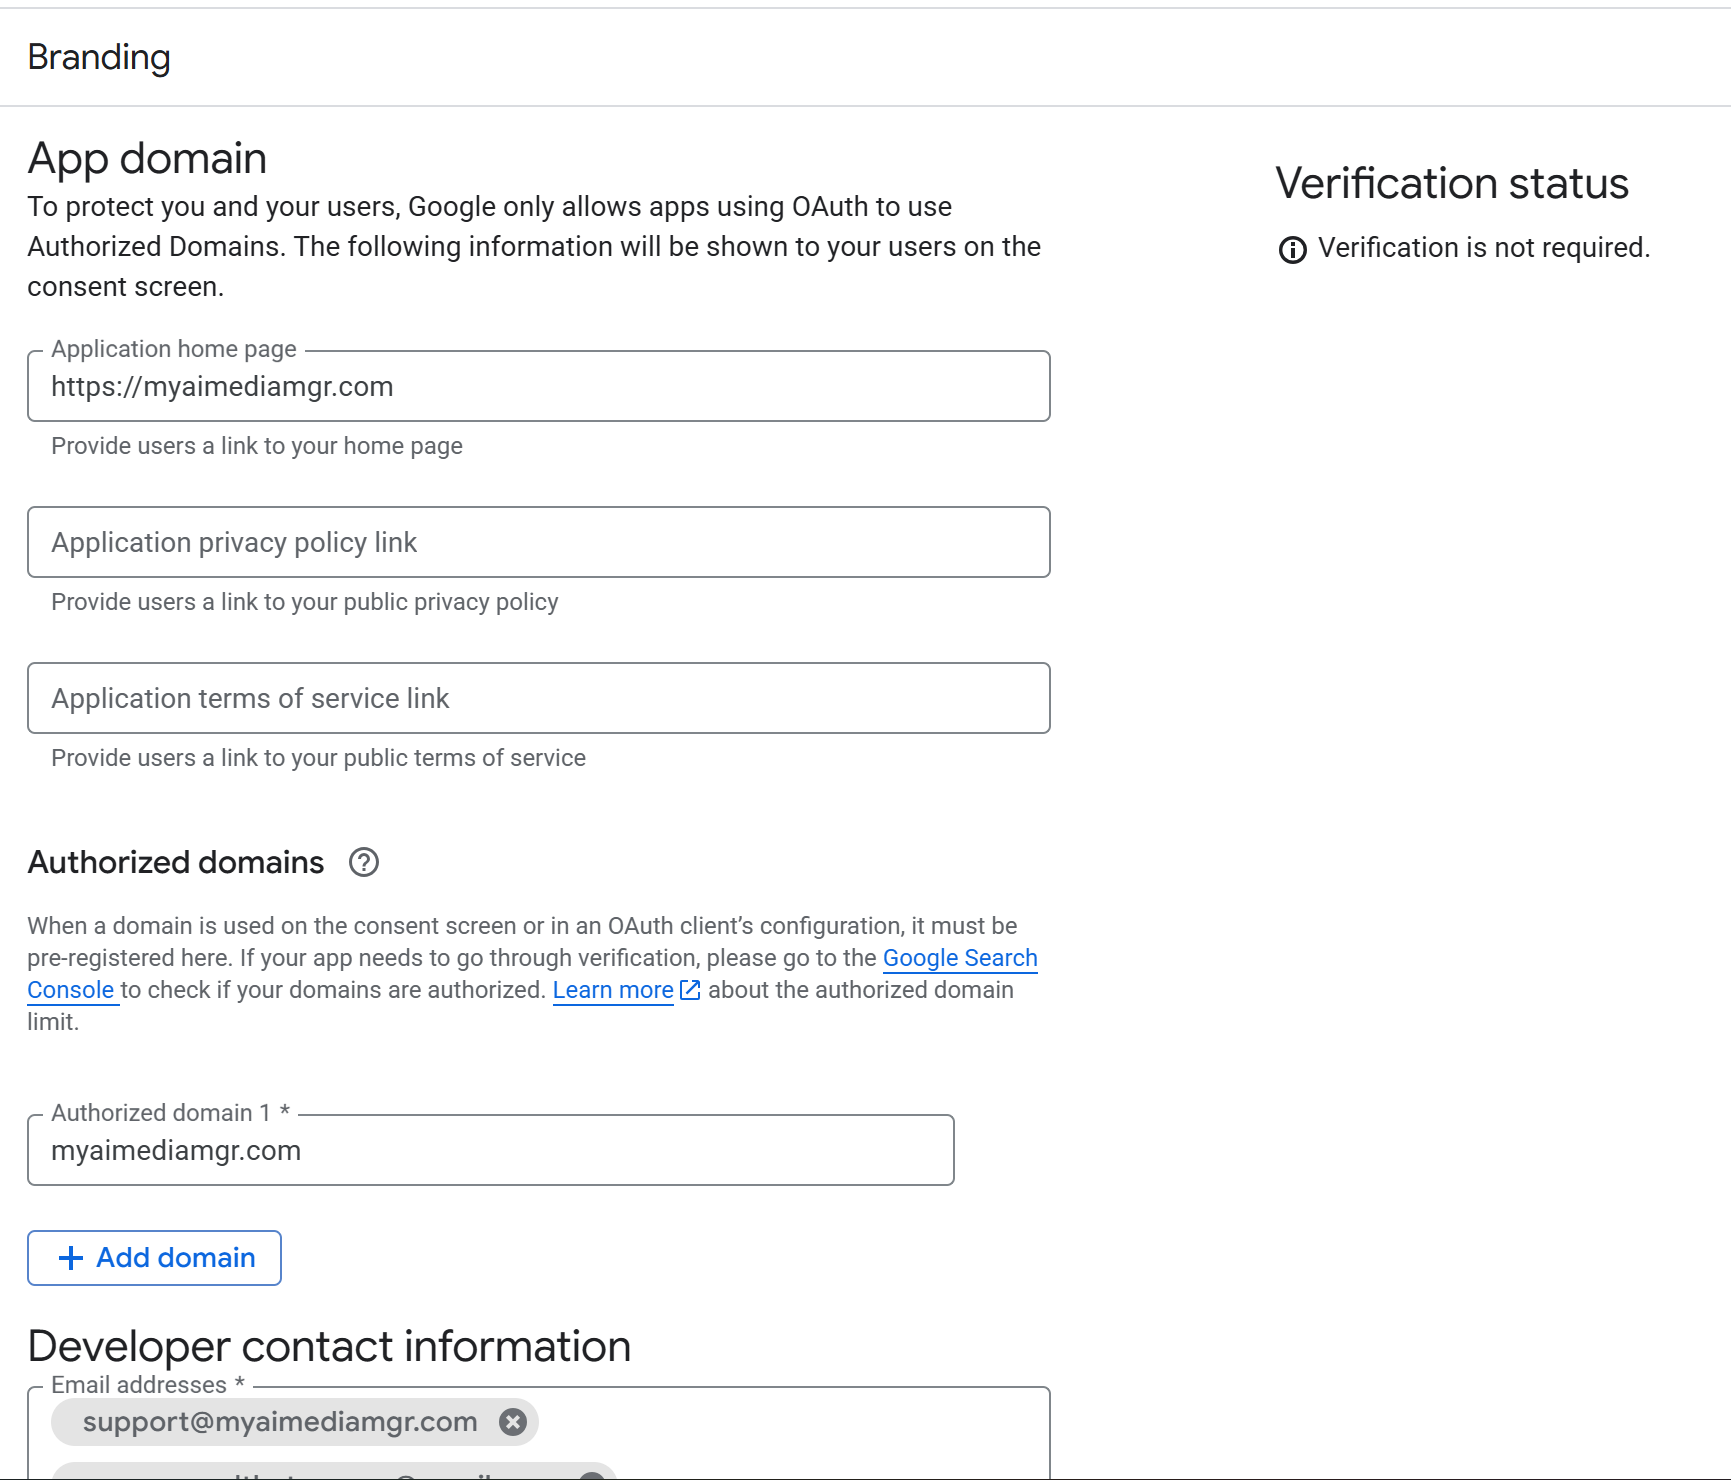 Branding
App domain
To protect you and your users, Google only allows apps using OAuth to use
Authorized Domains. The following information will be shown to your users on the
consent screen.
Application home page
https://myaimediamgr.com
Provide users a link to your home page
Application privacy policy link
Provide users a link to your public privacy policy
Application terms of service link
Provide users a link to your public terms of service
Authorized domains
When a domain is used on the consent screen or in an OAuth client’s configuration, it must be
pre-registered here. If your app needs to go through verification, please go to the Google Search
Console to check if your domains are authorized. Learn more about the authorized domain
limit.
Authorized domain 1 *
myaimediamgr.com
+ Add domain
Developer contact information
Email addresses *
support@myaimediamgr.com
Verification status
Verification is not required.